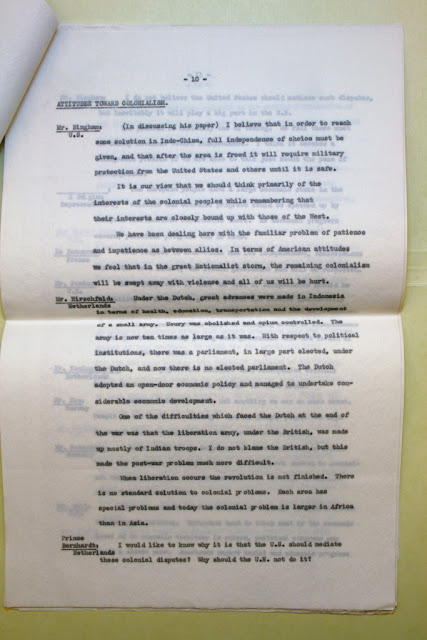 - 10 -
ATTITUDES TOWARD COLONIALISM.
Mr. Bingham: (In discussing his paper) I believe that in order to reach
U.S.
some solution in Indo-China, full independence of choice must be
given, and that after the area is freed it will require military
protection from the United States and others until it is safe.
It is our view that we should think primarily of the
interests of the colonial peoples while remembering that
their interests are closely bound up with those of the West.
We have been dealing here with the familiar problem of patience
and impatience as between allies. In terms of American attitudes
we feel that in the great Nationalist storm, the remaining colonialism
will be swept away with violence and all of us will be hurt.
Mr. Hirschfeld: Under the Dutch, great advances were made in Indonesia
Netherlands
in terms of health, education, transportation and the development
of a small army. Usury was abolished and opium controlled. The
army is now ten times as large as it was. With respect to political
institutions, there was a parliament, in large part elected, under
the Dutch, and now there is no elected parliament. The Dutch
adopted an open-door economic policy and managed to undertake con-
siderable economic development.
One of the difficulties which faced the Dutch at the end of
the war was that the liberation army, under the British, was made
up mostly of Indian troops. I do not blame the British, but this
made the post-war problem much more difficult.
When liberation occurs the revolution is not finished. There
is no standard solution to colonial problems. Each area has
special problems and today the colonial problem is larger in Africa
than in Asia.
Prince
Bernhardt: I would like to know why it is that the U.S. should mediate
Netherlands
these colonial disputes? Why should the U.N. not do it?